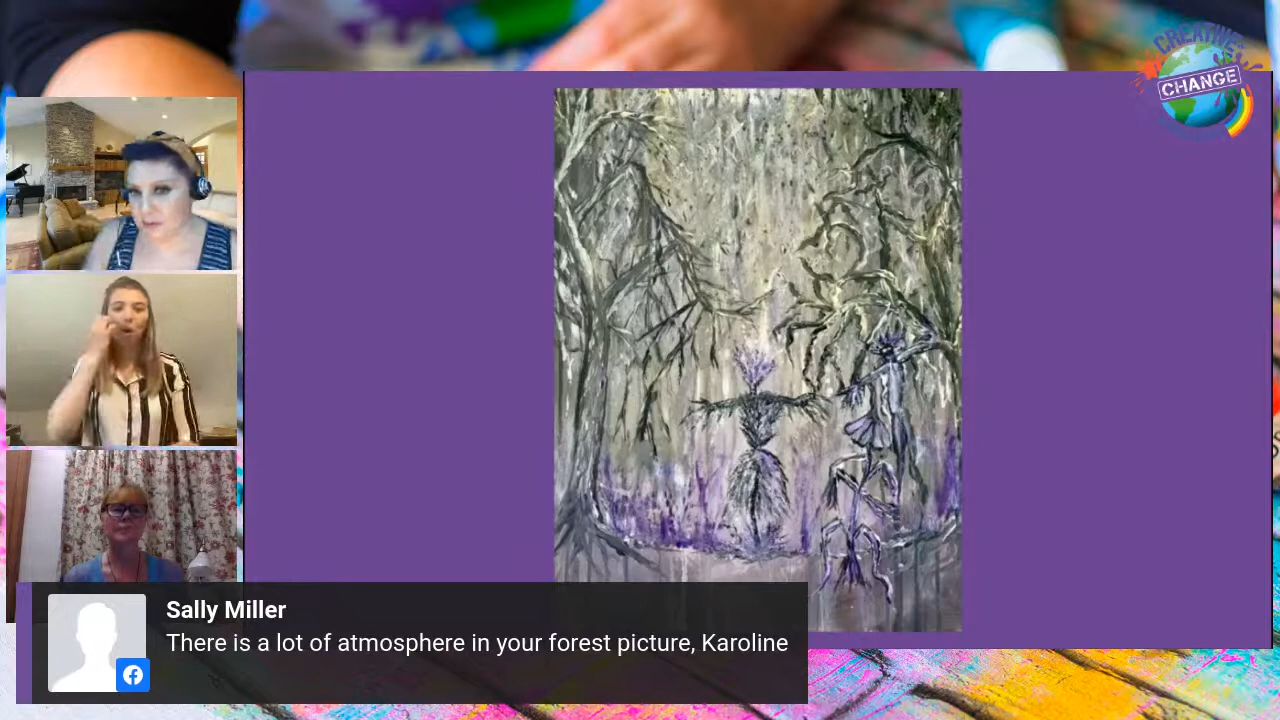 CREATIVE
CHANGE
Sally Miller
There is a lot of atmosphere in your forest picture, Karoline